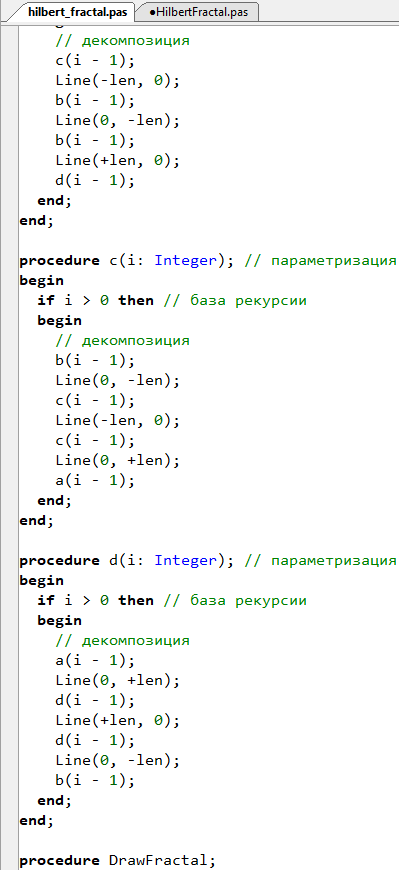 hilbert_fractal.pas ●HilbertFractal.pas
// декомпозиция
c(i - 1);
Line(-len, 0);
b(i - 1);
Line(0, -len);
b(i - 1);
Line(+len, 0);
d(i - 1);
end;
end;
procedure c(i: Integer); // параметризация
begin
if i > 0 then // база рекурсии
begin
// декомпозиция
b(i - 1);
Line(0, -len);
c(i - 1);
Line(-len, 0);
c(i - 1);
Line(0, +len);
a(i - 1);
end;
end;
procedure d(i: Integer); // параметризация
begin
if i > 0 then // база рекурсии
begin
// декомпозиция
a(i - 1);
Line(0, +len);
d(i - 1);
Line(+len, 0);
d(i - 1);
Line(0, -len);
b(i - 1);
end;
end;
procedure DrawFractal;